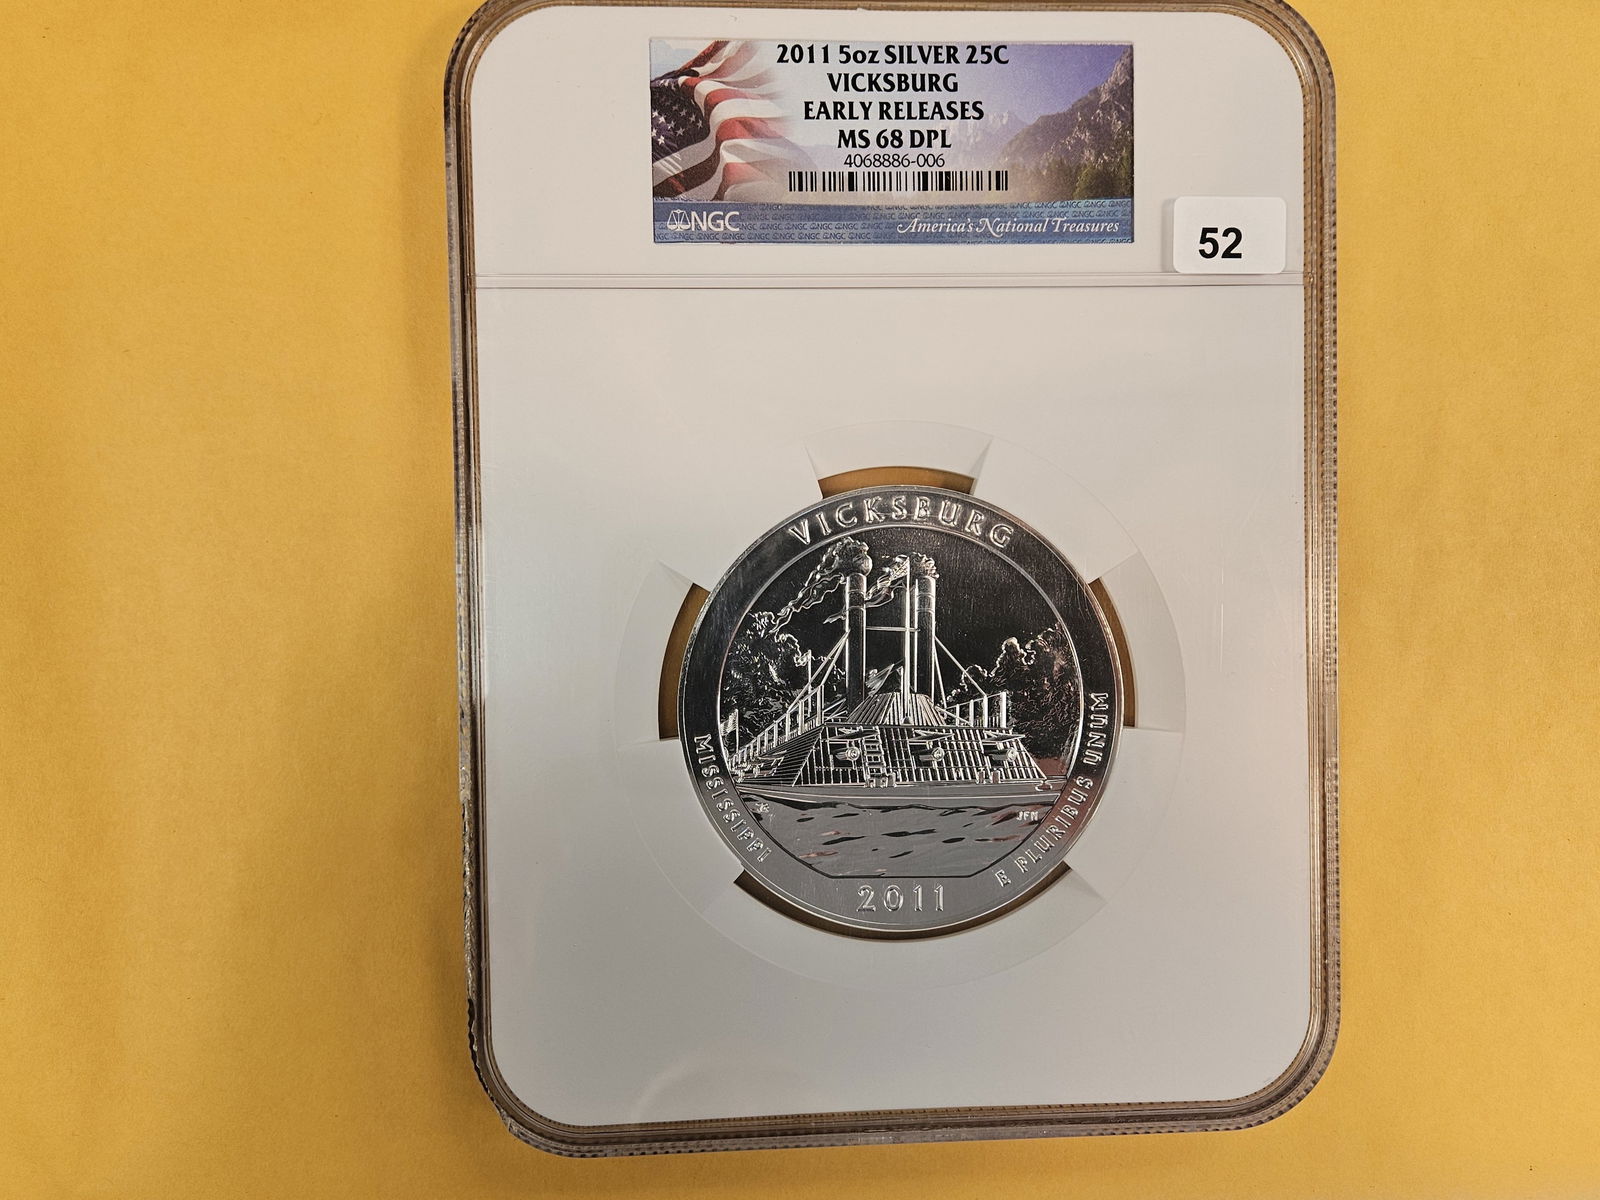 2011 5oz SILVER 25C
VICKSBURG
EARLY RELEASES
MS 68 DPL
4068886-006
NGC
America's National Treasures
52
VICKSBURG
MISSISSIPPI
JFM
E PLURIBUS UNUM
2011